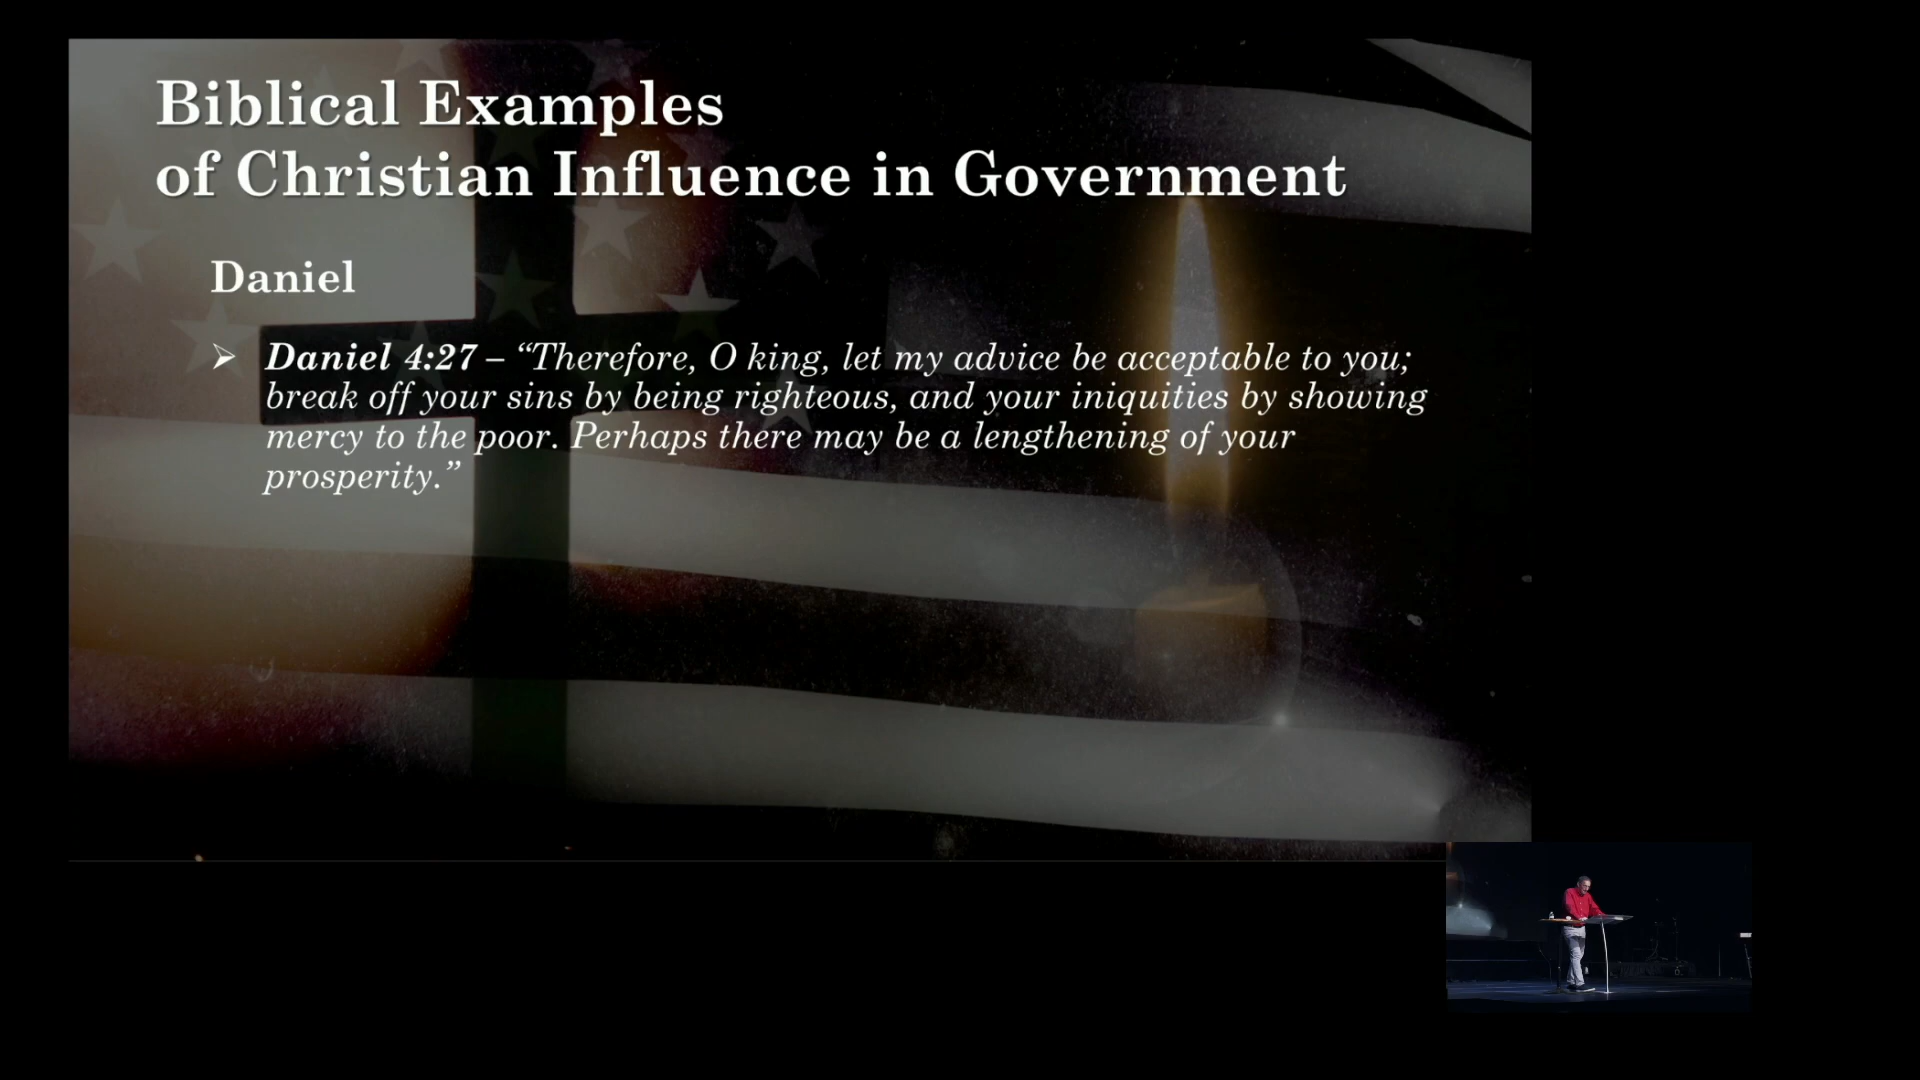 Biblical Examples
of Christian Influence in Government
Daniel
➢ Daniel 4:27 – “Therefore, O king, let my advice be acceptable to you;
break off your sins by being righteous, and your iniquities by showing
mercy to the poor. Perhaps there may be a lengthening of your
prosperity.”